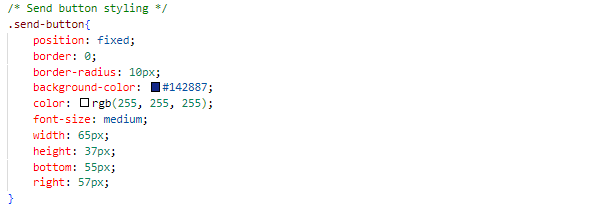 /* Send button styling */
.send-button{
position: fixed;
border: 0;
border-radius: 10px;
background-color: #142887;
color: rgb(255, 255, 255);
font-size: medium;
width: 65px;
height: 37px;
bottom: 55px;
right: 57px;
}